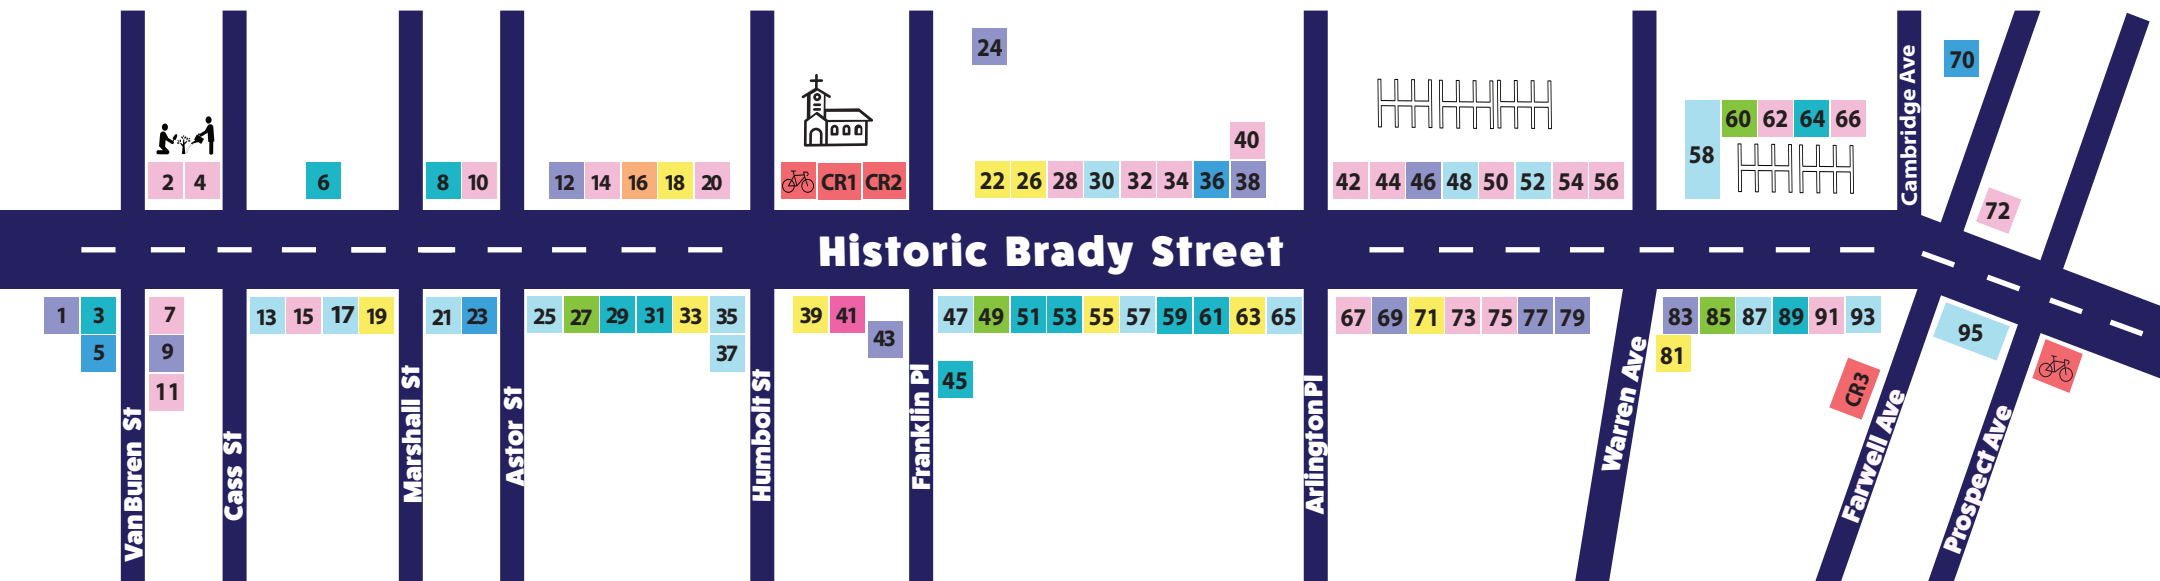 24
70
Cambridge Ave
60 62 64 66
58
40
2 4
6
8 10
12 14 16 18 20
CR1 CR2
22 26 28 30 32 34 36 38
42 44 46 48 50 52 54 56
72
Historic Brady Street
1 3
5
7
9
11
13 15 17 19
21 23
25 27 29 31 33 35
37
39 41
43
47 49 51 53 55 57 59 61 63 65
45
67 69 71 73 75 77 79
83 85 87 89 91 93
81
95
CR3
Van Buren St
Cass St
Marshall St
Astor St
Humbolt St
Franklin Pl
Arlington Pl
Warren Ave
Farwell Ave
Prospect Ave